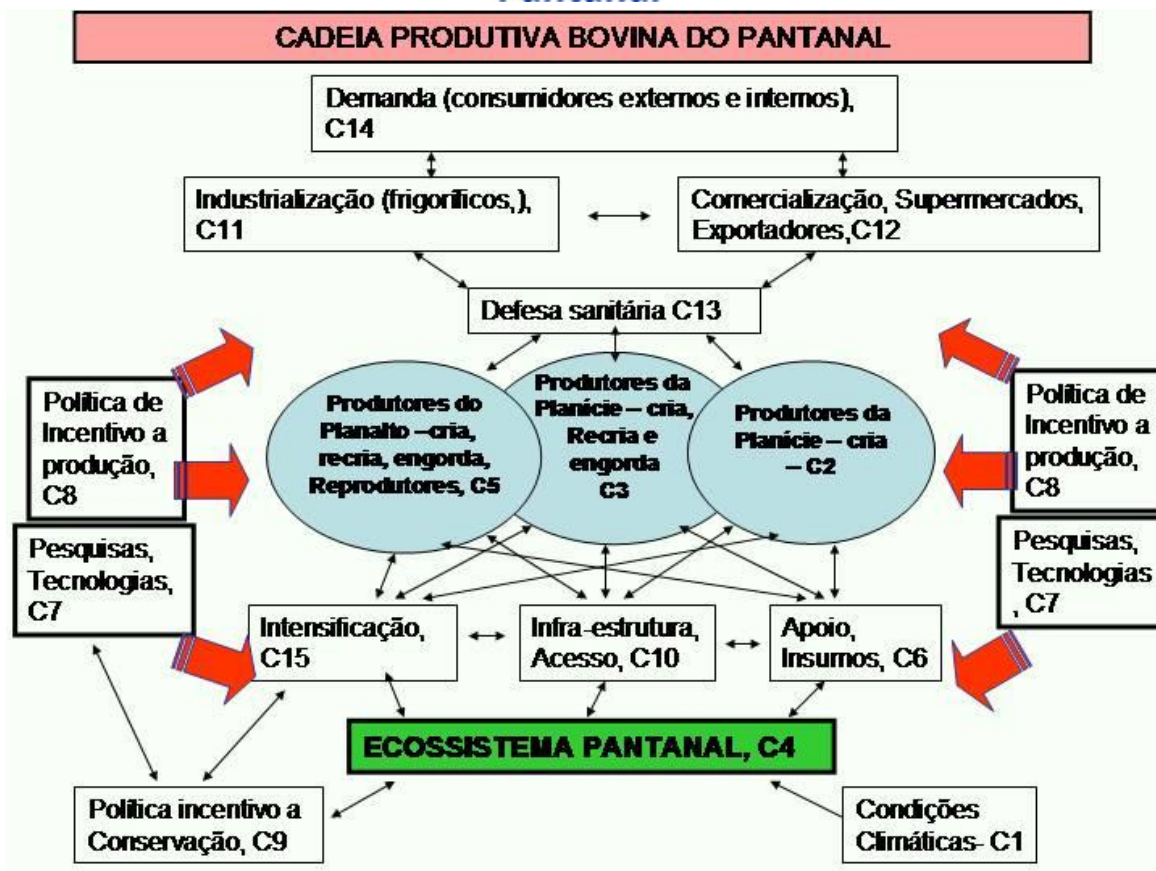 Pantanal
CADEIA PRODUTIVA BOVINA DO PANTANAL
Demanda (consumidores externos e internos),
C14
Industrialização (frigoríficos,),
C11
Comercialização, Supermercados,
Exportadores,C12
Defesa sanitária C13
Política de
Incentivo a
produção,
C8
Produtores do
Planalto –cria,
recria, engorda,
Reprodutores, C5
Produtores da
Planície – cria,
Recria e
engorda
C3
Produtores da
Planície – cria
– C2
Política de
Incentivo a
produção,
C8
Pesquisas,
Tecnologias,
C7
Pesquisas,
Tecnologias
, C7
Intensificação,
C15
Infra-estrutura,
Acesso, C10
Apoio,
Insumos, C6
ECOSSISTEMA PANTANAL, C4
Política incentivo a
Conservação, C9
Condições
Climáticas- C1